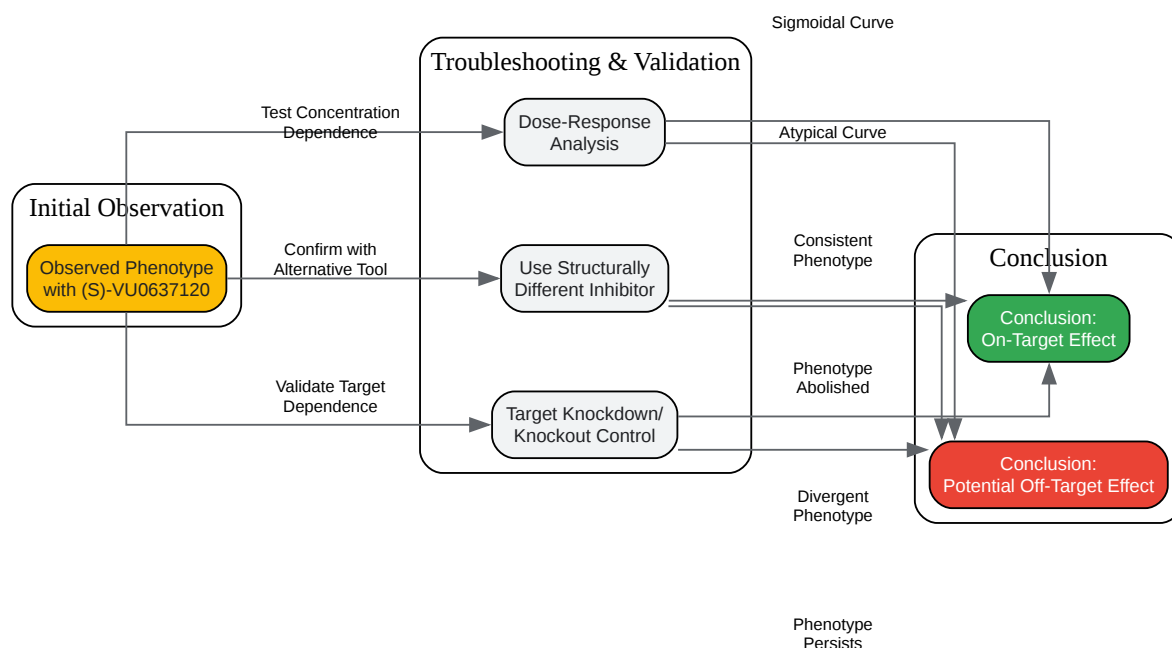 Sigmoidal Curve
Troubleshooting & Validation
Test Concentration
Dependence
Dose-Response
Analysis
Atypical Curve
Initial Observation
Observed Phenotype
with (S)-VU0637120
Confirm with
Alternative Tool
Use Structurally
Different Inhibitor
Consistent
Phenotype
Conclusion
Conclusion:
On-Target Effect
Validate Target
Dependence
Target Knockdown/
Knockout Control
Phenotype
Abolished
Conclusion:
Potential Off-Target Effect
Divergent
Phenotype
Phenotype
Persists